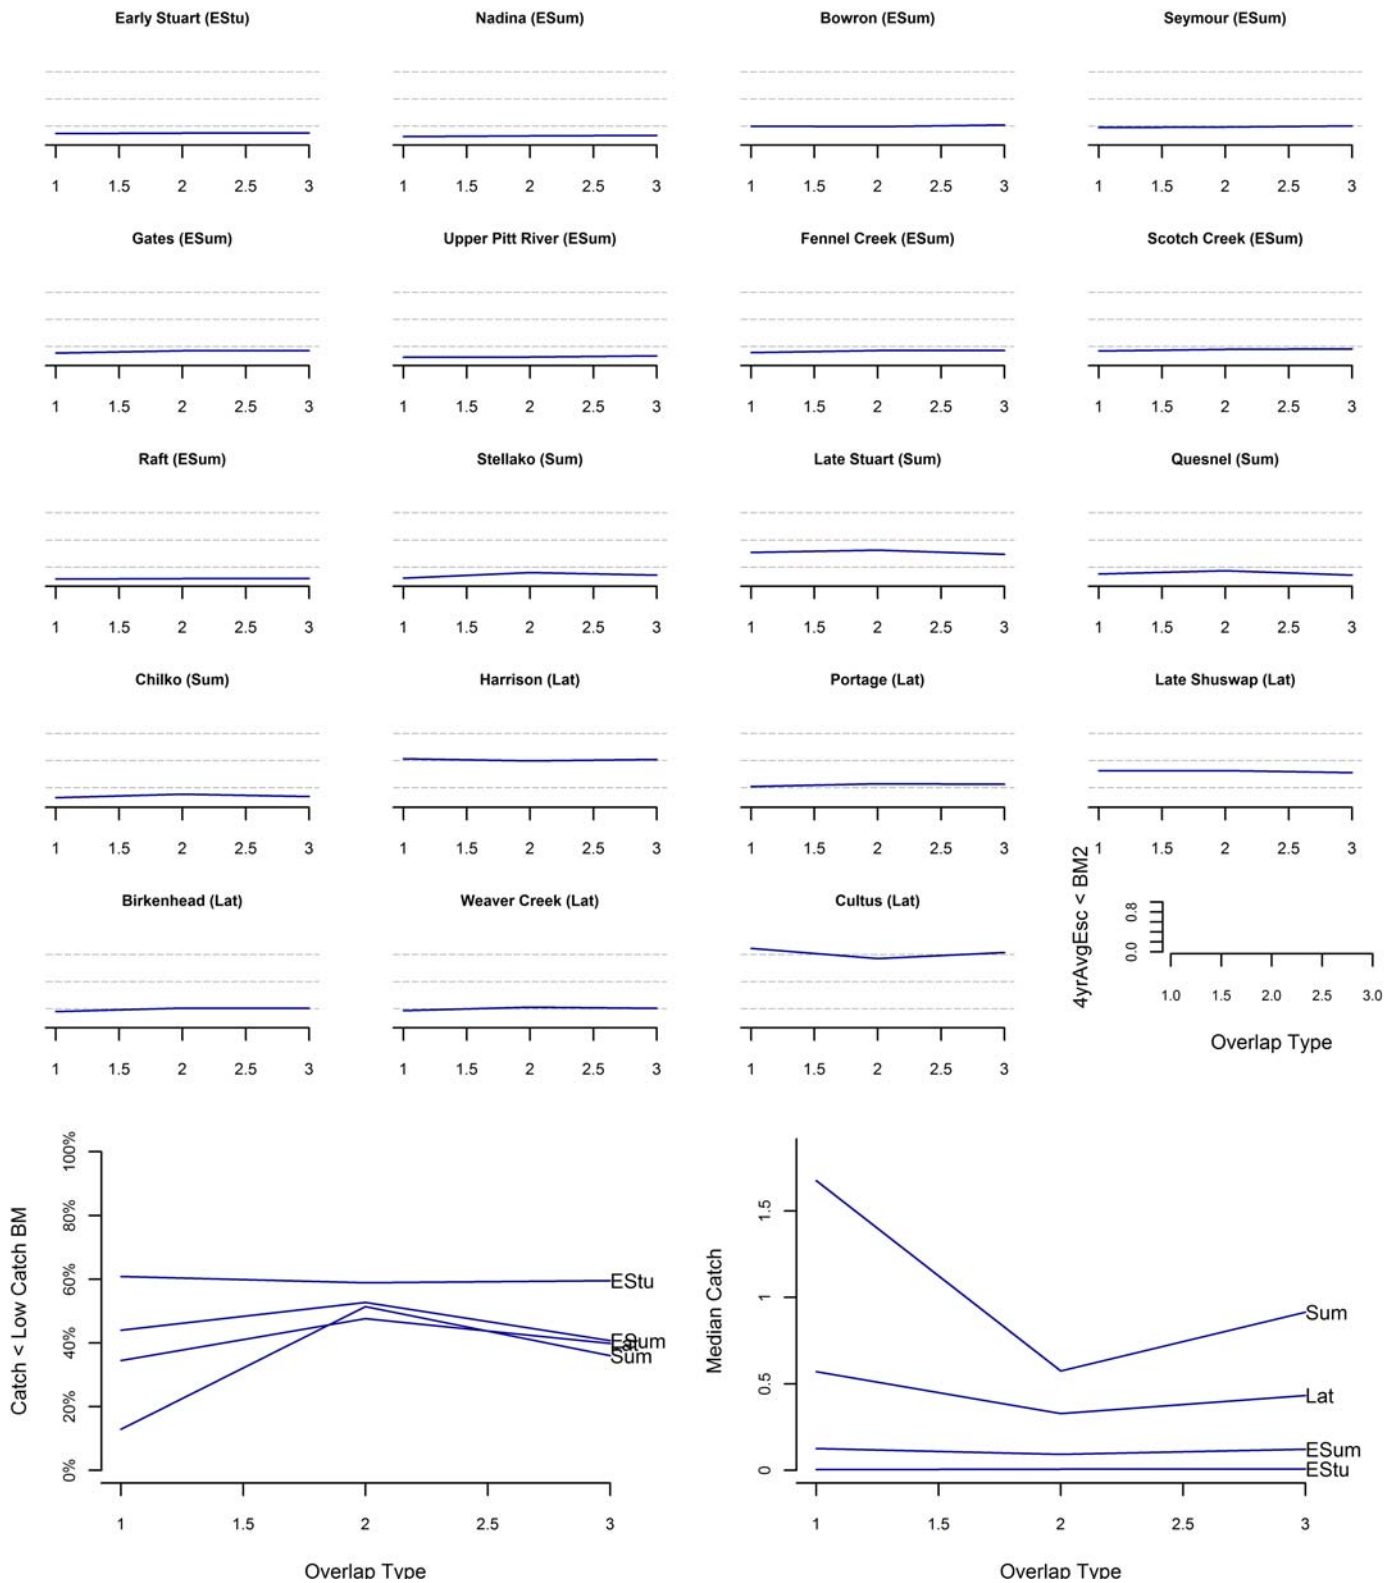 Early Stuart (EStu) Nadina (ESum) Bowron (ESum) Seymour (ESum)
1 1.5 2 2.5 3 1 1.5 2 2.5 3 1 1.5 2 2.5 3 1 1.5 2 2.5 3
Gates (ESum) Upper Pitt River (ESum) Fennel Creek (ESum) Scotch Creek (ESum)
1 1.5 2 2.5 3 1 1.5 2 2.5 3 1 1.5 2 2.5 3 1 1.5 2 2.5 3
Raft (ESum) Stellako (Sum) Late Stuart (Sum) Quesnel (Sum)
1 1.5 2 2.5 3 1 1.5 2 2.5 3 1 1.5 2 2.5 3 1 1.5 2 2.5 3
Chilko (Sum) Harrison (Lat) Portage (Lat) Late Shuswap (Lat)
1 1.5 2 2.5 3 1 1.5 2 2.5 3 1 1.5 2 2.5 3 1 1.5 2 2.5 3
Birkenhead (Lat) Weaver Creek (Lat) Cultus (Lat)
1 1.5 2 2.5 3 1 1.5 2 2.5 3 1 1.5 2 2.5 3
4yrAvgEsc < BM2
0.8
0.0
1.0 1.5 2.0 2.5 3.0
Overlap Type
Catch < Low Catch BM
100%
80%
60%
40%
20%
0%
EStu
ESum
Lat
Sum
1 1.5 2 2.5 3
Overlap Type
Median Catch
1.5
1
0.5
0
Sum
Lat
ESum
EStu
1 1.5 2 2.5 3
Overlap Type